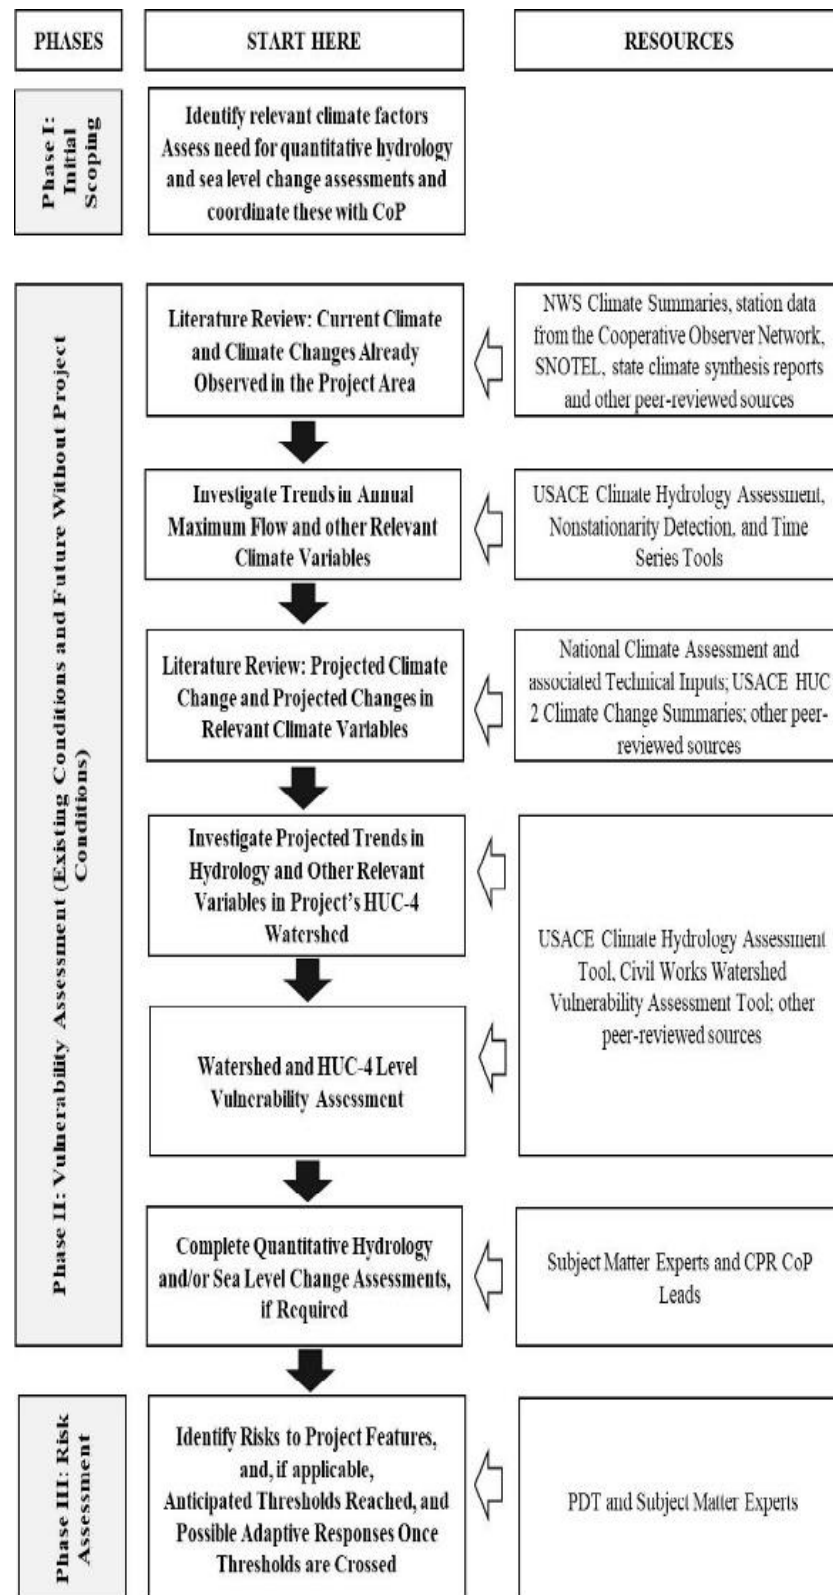 PHASES
START HERE
RESOURCES
Phase I:
Initial
Scoping
Identify relevant climate factors
Assess need for quantitative hydrology
and sea level change assessments and
coordinate these with CoP
Phase II: Vulnerability Assessment (Existing Conditions and Future Without Project
Conditions)
Literature Review: Current Climate
and Climate Changes Already
Observed in the Project Area
NWS Climate Summaries, station data
from the Cooperative Observer Network,
SNOTEL, state climate synthesis reports
and other peer-reviewed sources
Investigate Trends in Annual
Maximum Flow and other Relevant
Climate Variables
USACE Climate Hydrology Assessment,
Nonstationarity Detection, and Time
Series Tools
Literature Review: Projected Climate
Change and Projected Changes in
Relevant Climate Variables
National Climate Assessment and
associated Technical Inputs; USACE HUC
2 Climate Change Summaries; other peer-
reviewed sources
Investigate Projected Trends in
Hydrology and Other Relevant
Variables in Project's HUC-4
Watershed
USACE Climate Hydrology Assessment
Tool, Civil Works Watershed
Vulnerability Assessment Tool; other
peer-reviewed sources
Watershed and HUC-4 Level
Vulnerability Assessment
Complete Quantitative Hydrology
and/or Sea Level Change Assessments,
if Required
Subject Matter Experts and CPR CoP
Leads
Phase III: Risk
Assessment
Identify Risks to Project Features,
and, if applicable,
Anticipated Thresholds Reached, and
Possible Adaptive Responses Once
Thresholds are Crossed
PDT and Subject Matter Experts